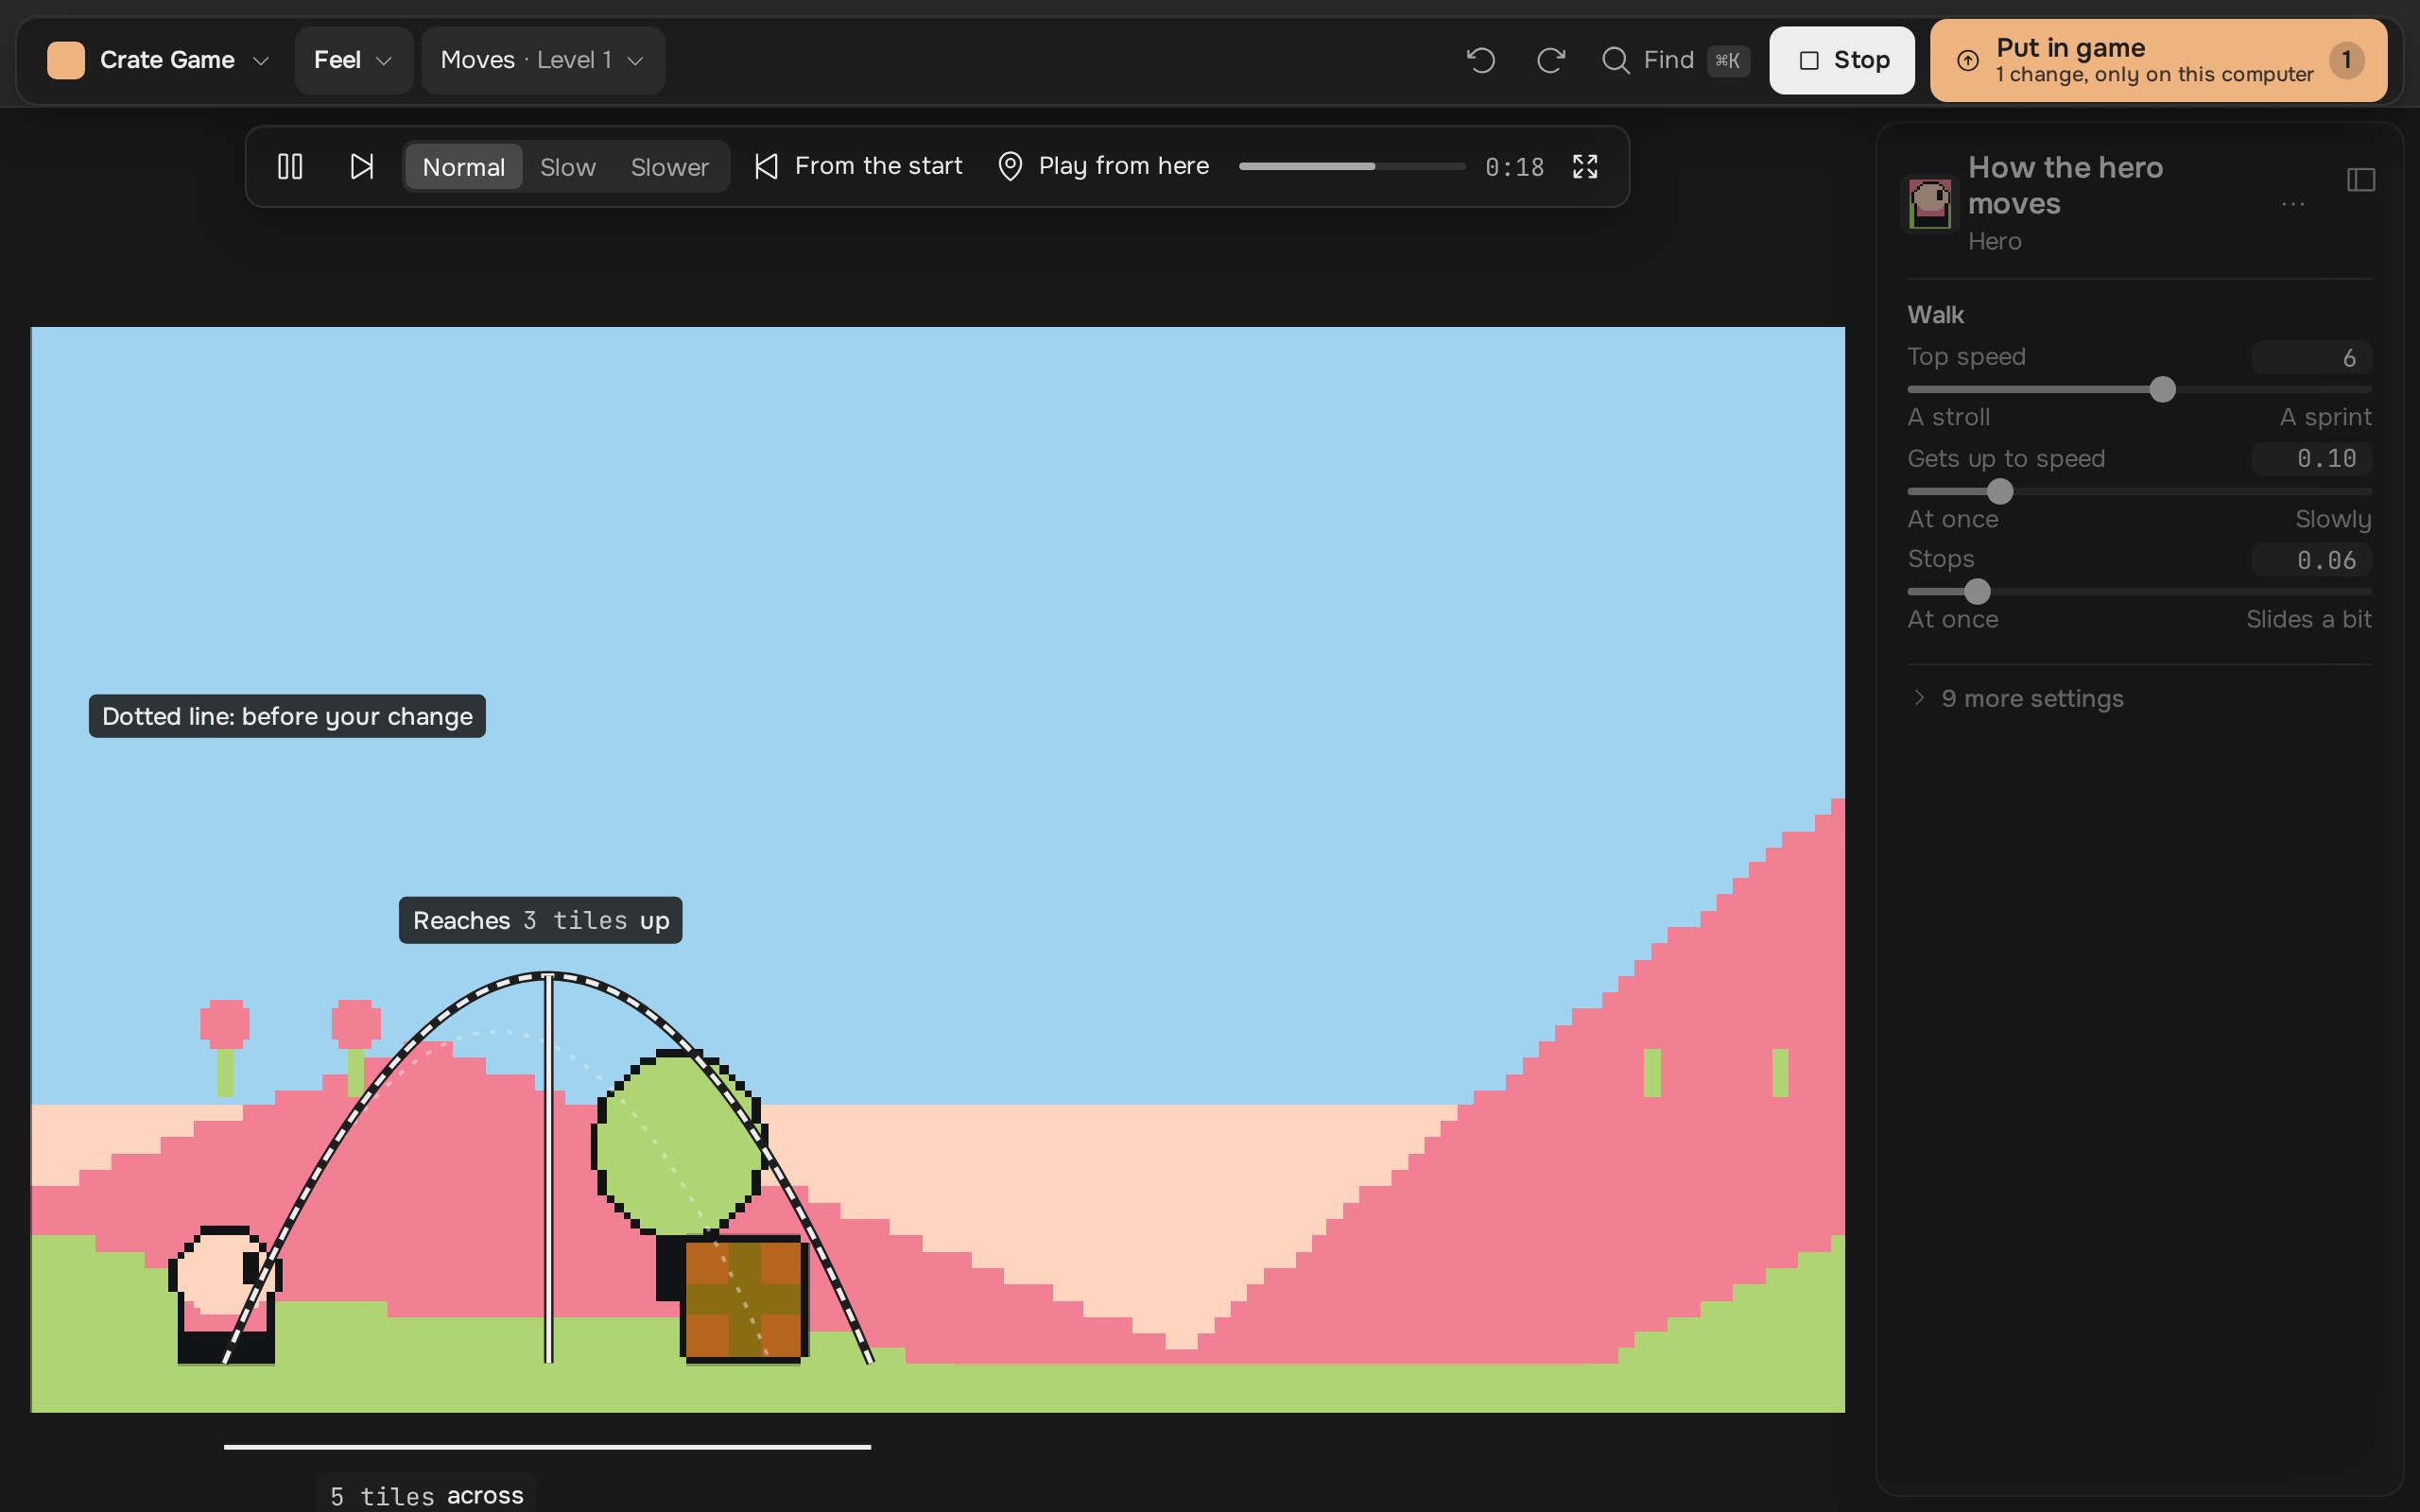 Crate Game
Feel
Moves · Level 1
Find ⌘K
Stop
Put in game
1 change, only on this computer
1
Normal
Slow
Slower
From the start
Play from here
0:18
How the hero
moves
Hero
Walk
Top speed 6
A stroll A sprint
Gets up to speed 0.10
At once Slowly
Stops 0.06
At once Slides a bit
9 more settings
Dotted line: before your change
Reaches 3 tiles up
5 tiles across